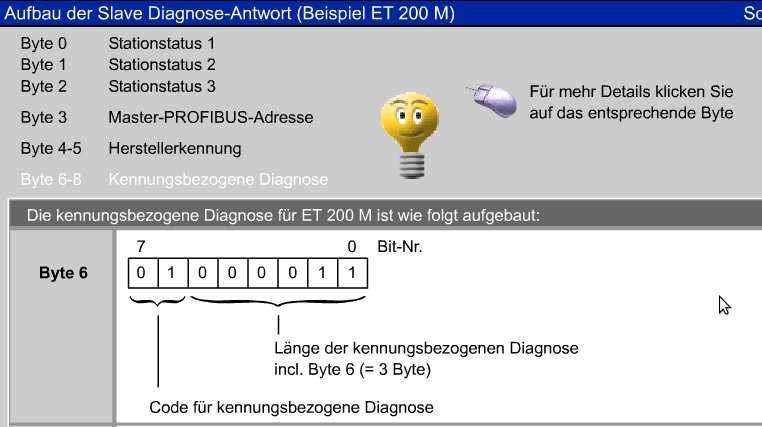 Aufbau der Slave Diagnose-Antwort (Beispiel ET 200 M)
Byte 0 Stationstatus 1
Byte 1 Stationstatus 2
Byte 2 Stationstatus 3
Byte 3 Master-PROFIBUS-Adresse
Byte 4-5 Herstellerkennung
Byte 6-8 Kennungsbezogene Diagnose
Für mehr Details klicken Sie
auf das entsprechende Byte
Die kennungsbezogene Diagnose für ET 200 M ist wie folgt aufgebaut:
7 0 Bit-Nr.
Byte 6 0 1 0 0 0 0 1 1
Länge der kennungsbezogenen Diagnose
incl. Byte 6 (= 3 Byte)
Code für kennungsbezogene Diagnose